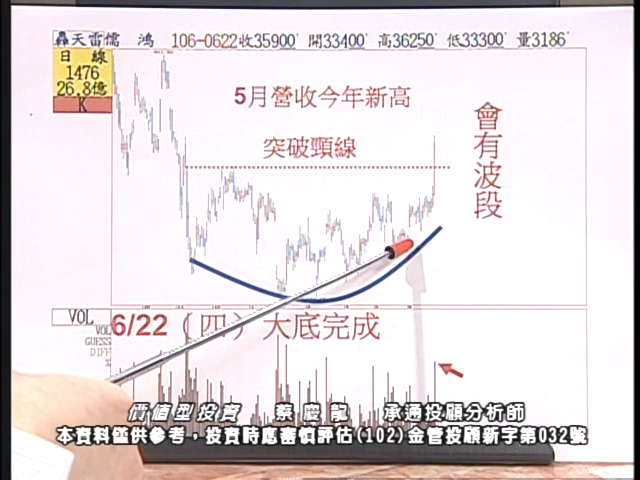 轟天雷儒鴻 106-0622收35900' 開33400' 高36250' 低33300' 量3186'
日線
1476
26.8億
K
5月營收今年新高
突破頸線
會有波段
VOL
VOL
GUESS
DIFF
%
6/22（四）大底完成
價值型投資 蔡慶龍 承通投顧分析師
本資料僅供參考，投資時應審慎評估(102)金管投顧新字第032號